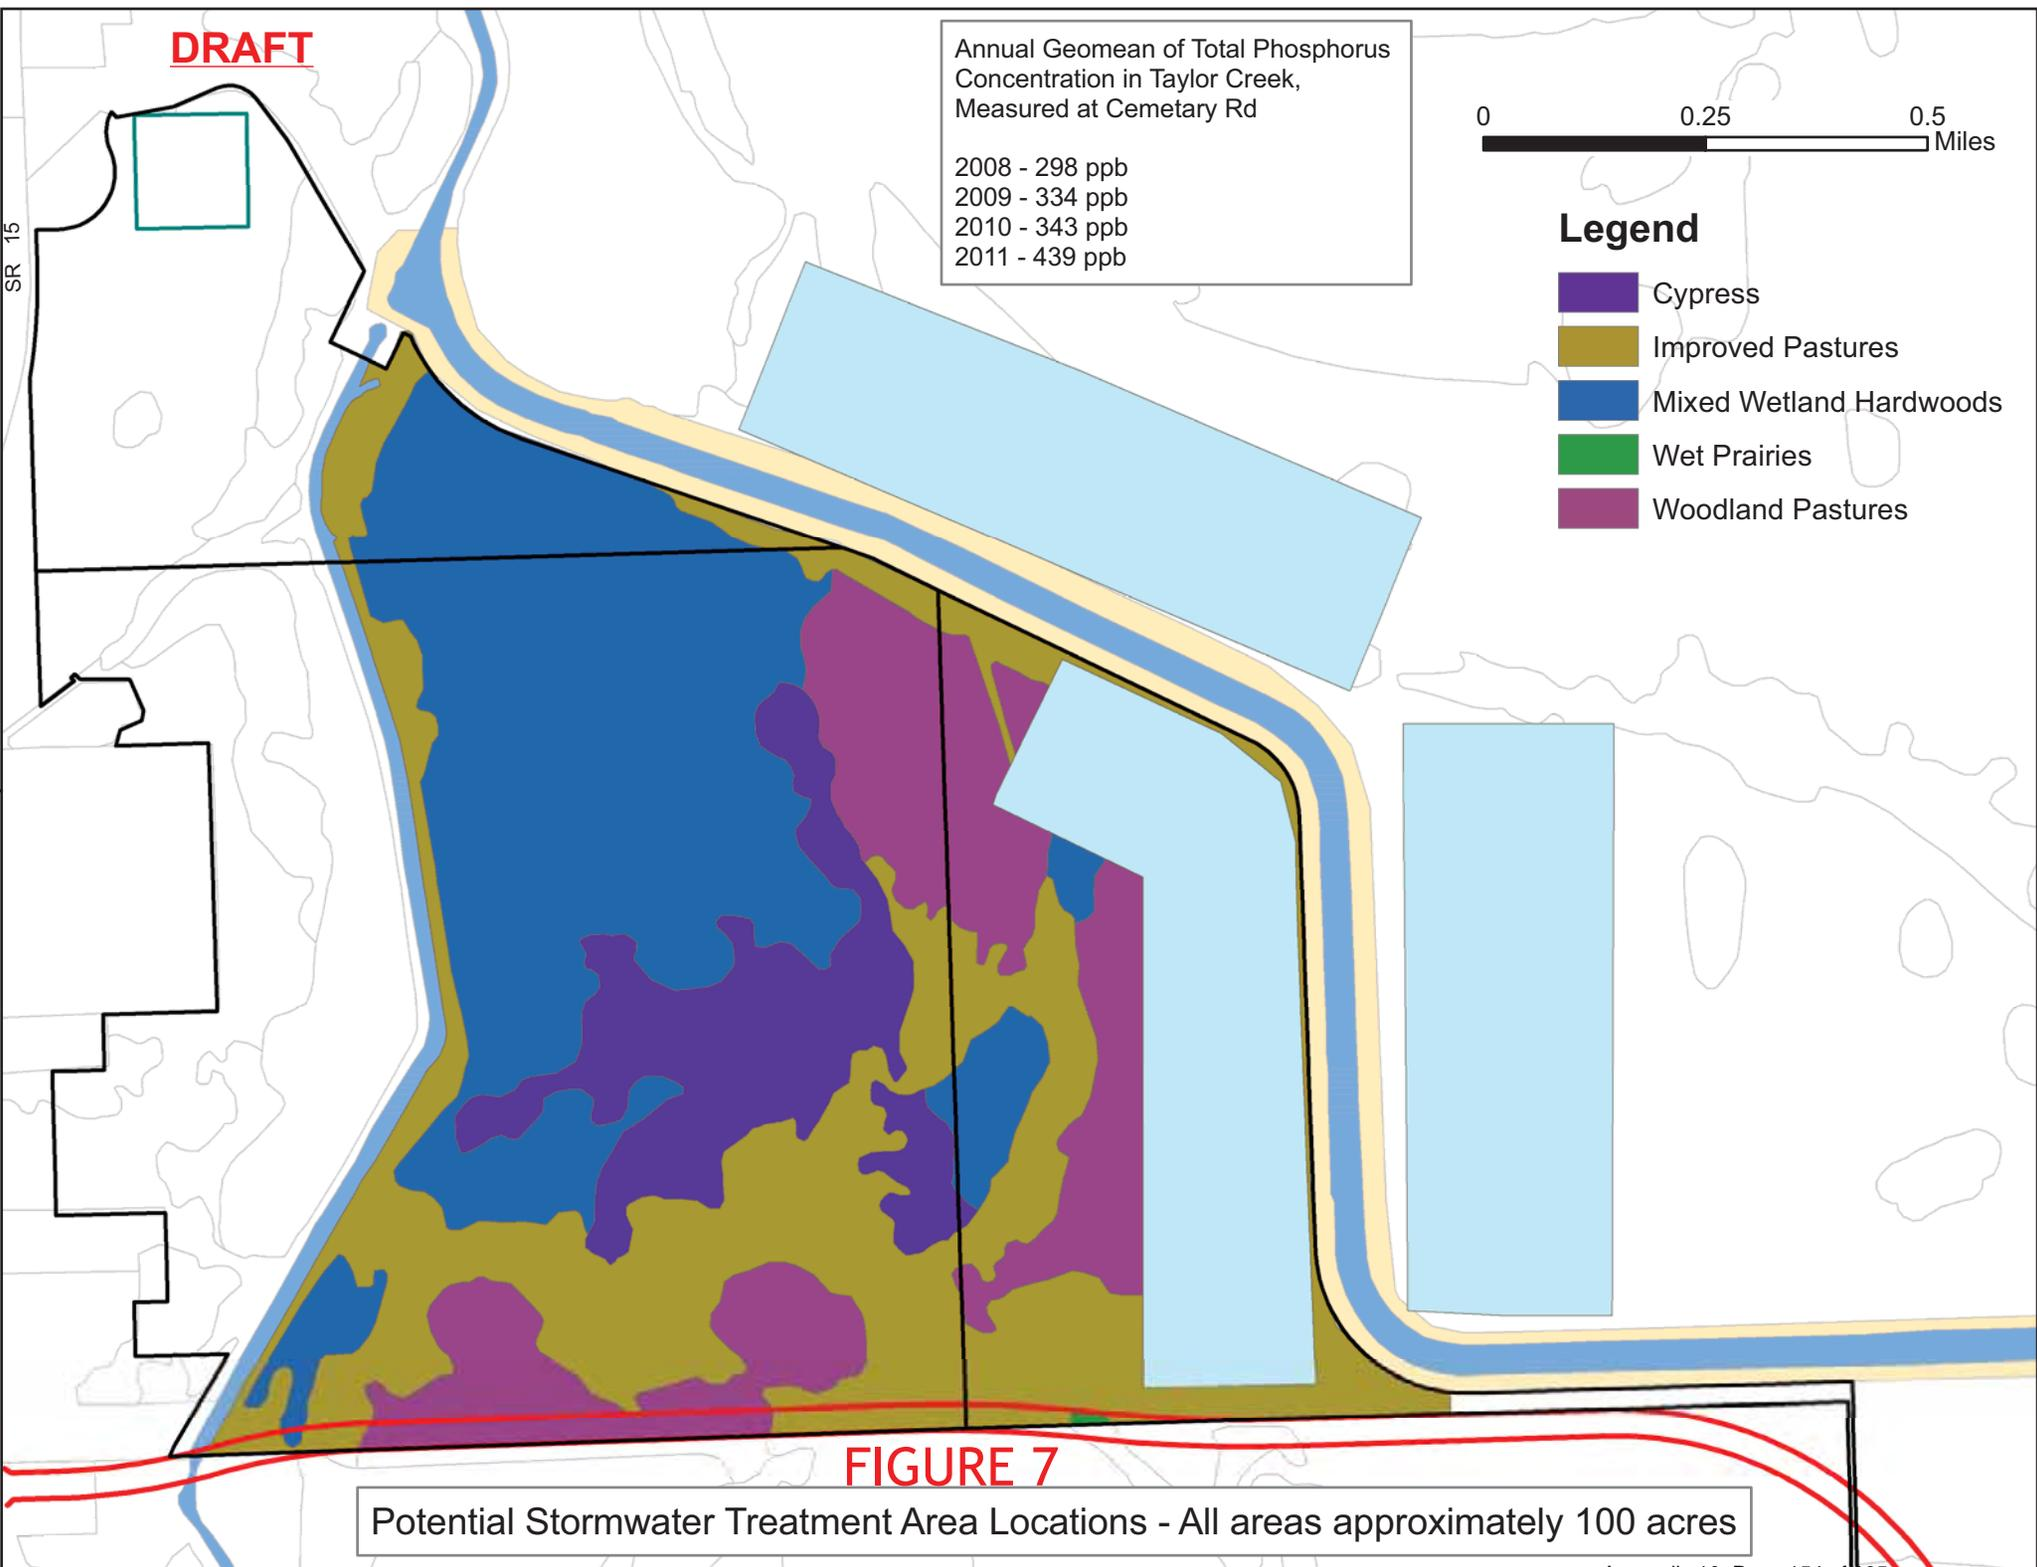 DRAFT
Annual Geomean of Total Phosphorus
Concentration in Taylor Creek,
Measured at Cemetary Rd
2008 - 298 ppb
2009 - 334 ppb
2010 - 343 ppb
2011 - 439 ppb
0 0.25 0.5
Miles
Legend
Cypress
Improved Pastures
Mixed Wetland Hardwoods
Wet Prairies
Woodland Pastures
SR 15
FIGURE 7
Potential Stormwater Treatment Area Locations - All areas approximately 100 acres